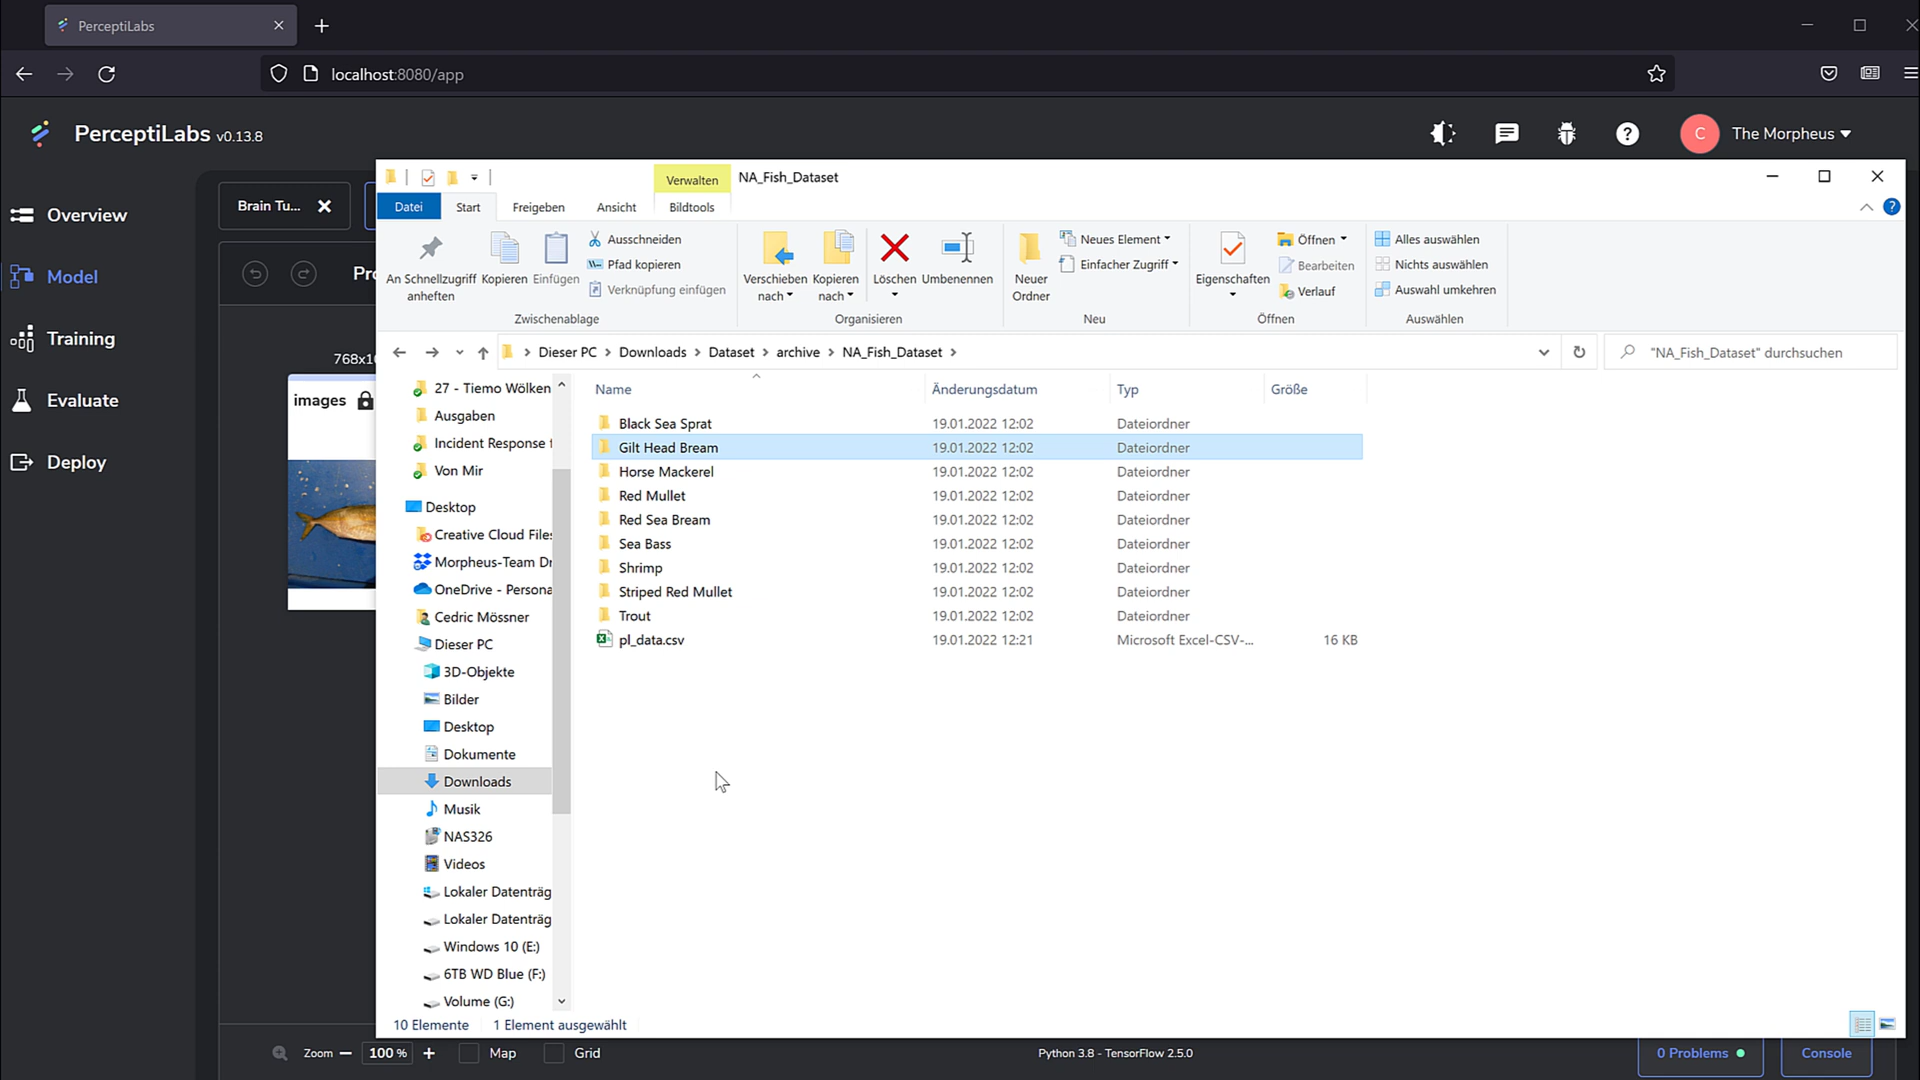 PerceptiLabs
localhost:8080/app
PerceptiLabs v0.13.8
C The Morpheus
Overview
Model
Training
Evaluate
Deploy
Brain Tu...
768x1
images
Verwalten NA_Fish_Dataset
Datei Start Freigeben Ansicht Bildtools
An Schnellzugriff anheften
Kopieren
Einfügen
Ausschneiden
Pfad kopieren
Verknüpfung einfügen
Zwischenablage
Verschieben nach
Kopieren nach
Löschen
Umbenennen
Organisieren
Neuer Ordner
Neues Element
Einfacher Zugriff
Neu
Eigenschaften
Öffnen
Bearbeiten
Verlauf
Öffnen
Alles auswählen
Nichts auswählen
Auswahl umkehren
Auswählen
Dieser PC > Downloads > Dataset > archive > NA_Fish_Dataset >
"NA_Fish_Dataset" durchsuchen
27 - Tiemo Wölken
Ausgaben
Incident Response
Von Mir
Desktop
Creative Cloud Files
Morpheus-Team Dr
OneDrive - Persona
Cedric Mössner
Dieser PC
3D-Objekte
Bilder
Desktop
Dokumente
Downloads
Musik
NAS326
Videos
Lokaler Datenträg
Lokaler Datenträg
Windows 10 (E:)
6TB WD Blue (F:)
Volume (G:)
Name Änderungsdatum Typ Größe
Black Sea Sprat 19.01.2022 12:02 Dateiordner
Gilt Head Bream 19.01.2022 12:02 Dateiordner
Horse Mackerel 19.01.2022 12:02 Dateiordner
Red Mullet 19.01.2022 12:02 Dateiordner
Red Sea Bream 19.01.2022 12:02 Dateiordner
Sea Bass 19.01.2022 12:02 Dateiordner
Shrimp 19.01.2022 12:02 Dateiordner
Striped Red Mullet 19.01.2022 12:02 Dateiordner
Trout 19.01.2022 12:02 Dateiordner
pl_data.csv 19.01.2022 12:21 Microsoft Excel-CSV-... 16 KB
10 Elemente 1 Element ausgewählt
Zoom 100 % Map Grid
Python 3.8 - TensorFlow 2.5.0
0 Problems
Console